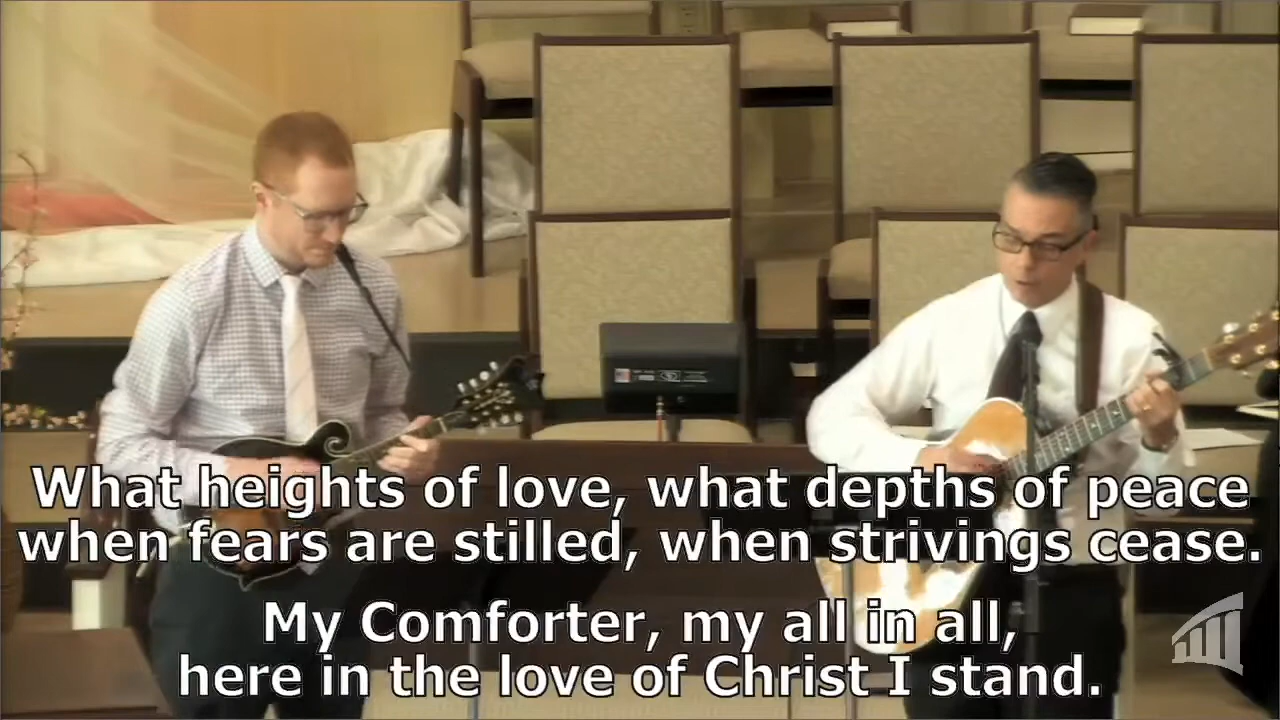 What heights of love, what depths of peace
when fears are stilled, when strivings cease.
My Comforter, my all in all,
here in the love of Christ I stand.